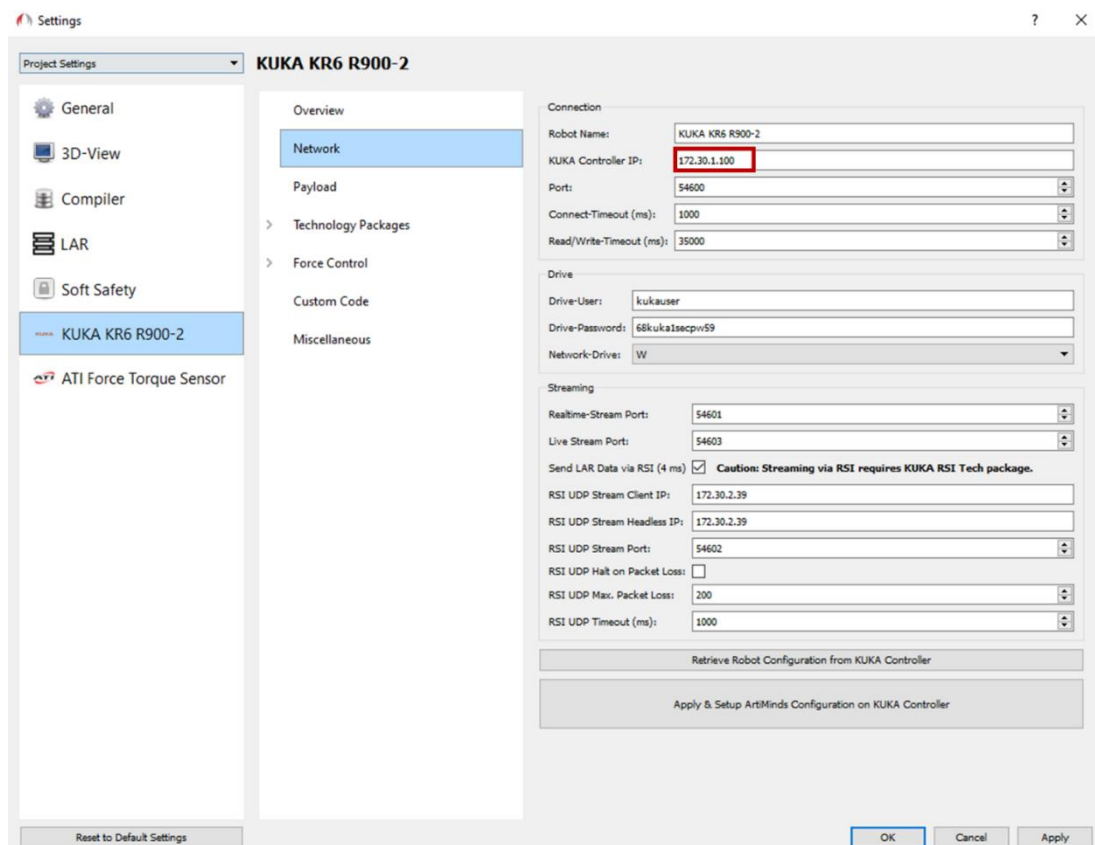 Settings
?
Project Settings
KUKA KR6 R900-2
General
3D-View
Compiler
LAR
Soft Safety
KUKA KR6 R900-2
ATI Force Torque Sensor
Overview
Network
Payload
Technology Packages
Force Control
Custom Code
Miscellaneous
Connection
Robot Name: KUKA KR6 R900-2
KUKA Controller IP: 172.30.1.100
Port: 54600
Connect-Timeout (ms): 1000
Read/Write-Timeout (ms): 35000
Drive
Drive-User: kukauser
Drive-Password: 68kuka1secpw59
Network-Drive: W
Streaming
Realtime-Stream Port: 54601
Live Stream Port: 54603
Send LAR Data via RSI (4 ms) Caution: Streaming via RSI requires KUKA RSI Tech package.
RSI UDP Stream Client IP: 172.30.2.39
RSI UDP Stream Headless IP: 172.30.2.39
RSI UDP Stream Port: 54602
RSI UDP Halt on Packet Loss:
RSI UDP Max. Packet Loss: 200
RSI UDP Timeout (ms): 1000
Retrieve Robot Configuration from KUKA Controller
Apply & Setup ArtiMinds Configuration on KUKA Controller
Reset to Default Settings
OK Cancel Apply